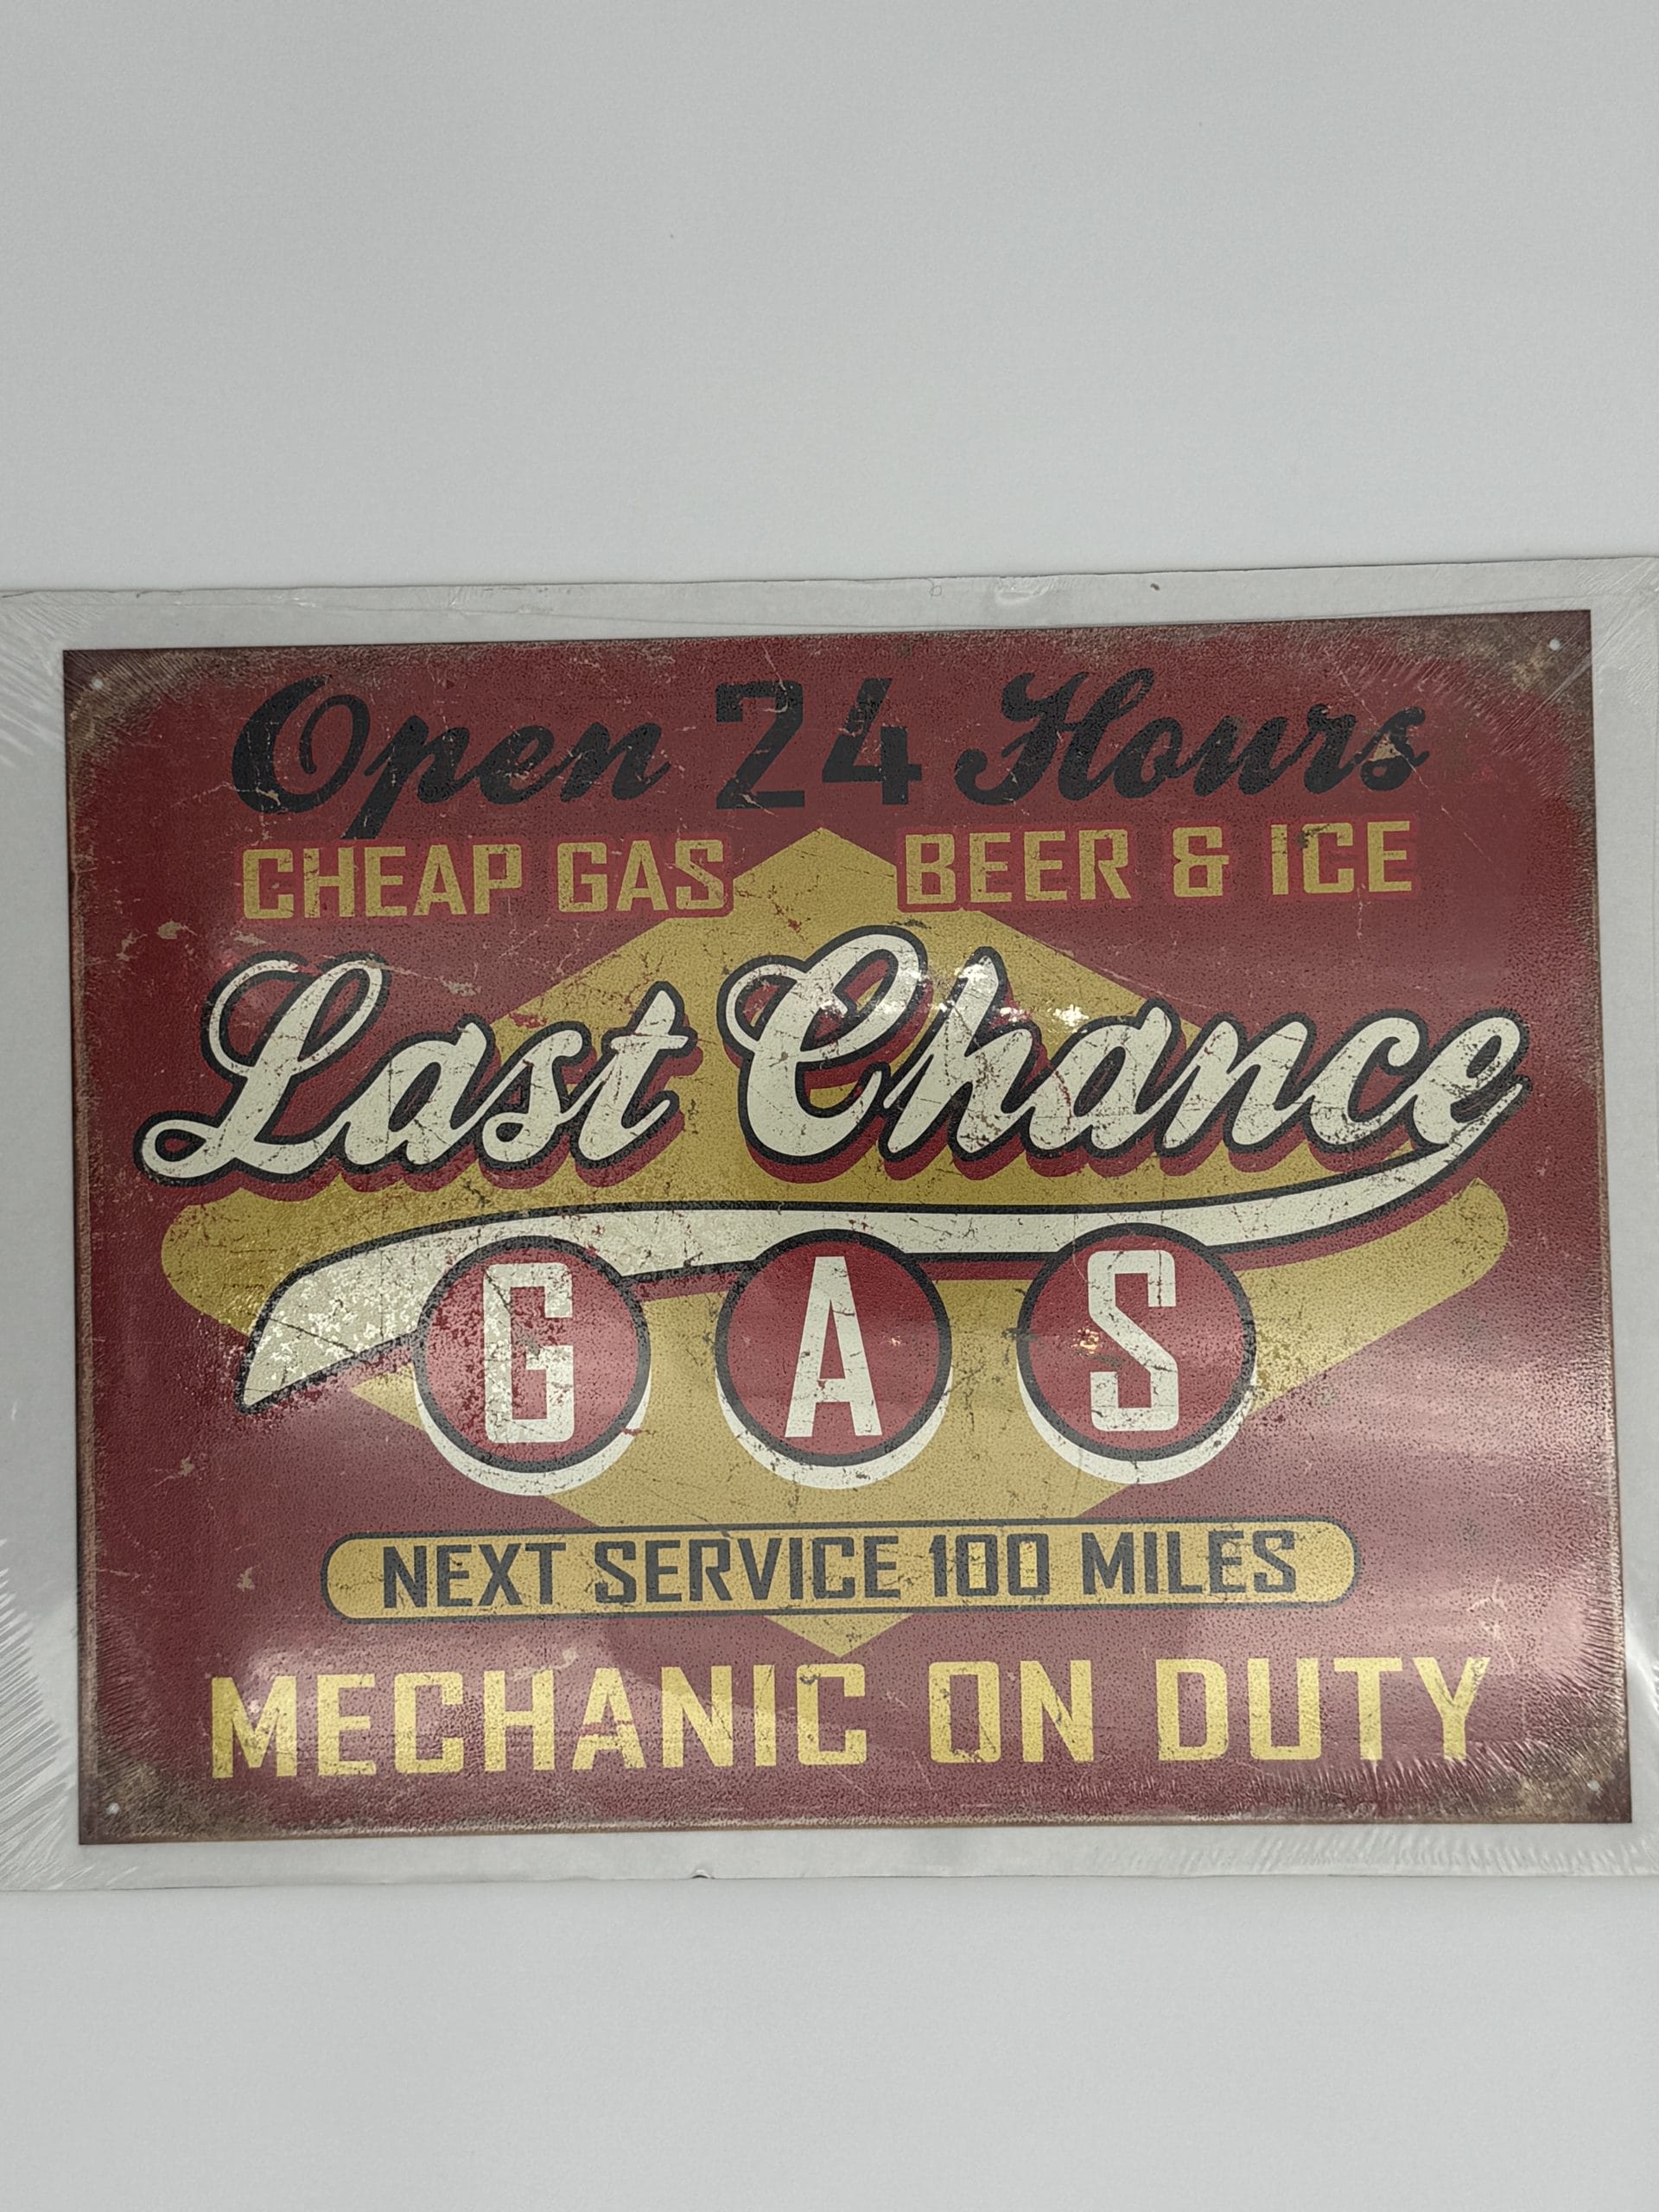 Open 24 Hours
CHEAP GAS BEER & ICE
Last Chance
GAS
NEXT SERVICE 100 MILES
MECHANIC ON DUTY